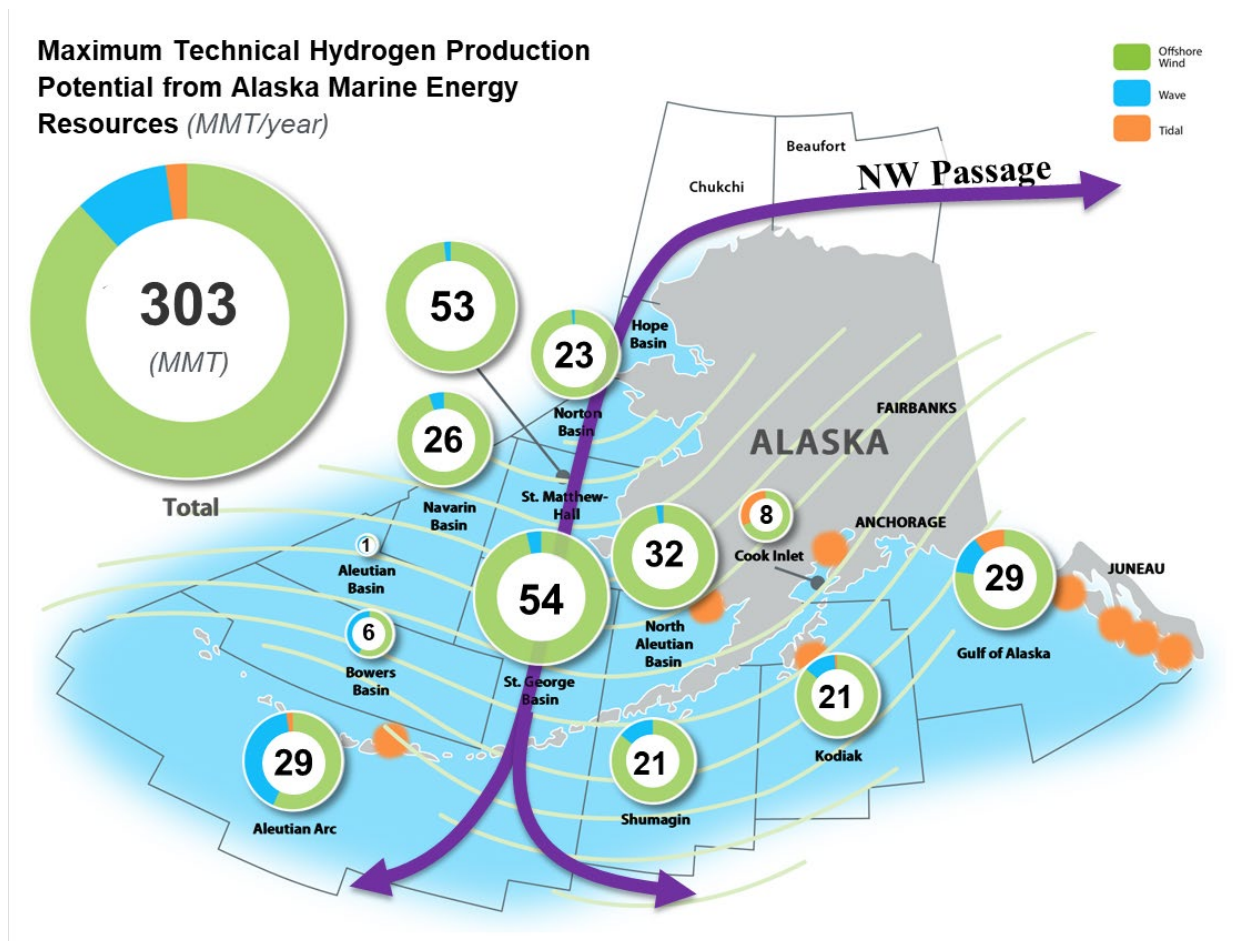 Maximum Technical Hydrogen Production
Potential from Alaska Marine Energy
Resources (MMT/year)
Offshore
Wind
Wave
Tidal
303
(MMT)
Total
Beaufort
Chukchi
NW Passage
53
23
Hope
Basin
Norton
Basin
26
Navarin
Basin
St. Matthew-
Hall
FAIRBANKS
ALASKA
1
Aleutian
Basin
54
St. George
Basin
32
North
Aleutian
Basin
8
Cook Inlet
ANCHORAGE
29
Gulf of Alaska
JUNEAU
6
Bowers
Basin
29
Aleutian Arc
21
Shumagin
21
Kodiak